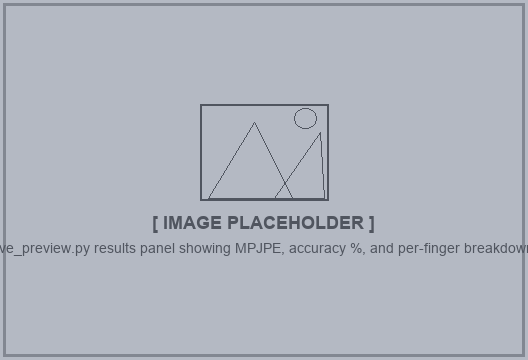 [ IMAGE PLACEHOLDER ]
ve_preview.py results panel showing MPJPE, accuracy %, and per-finger breakdown